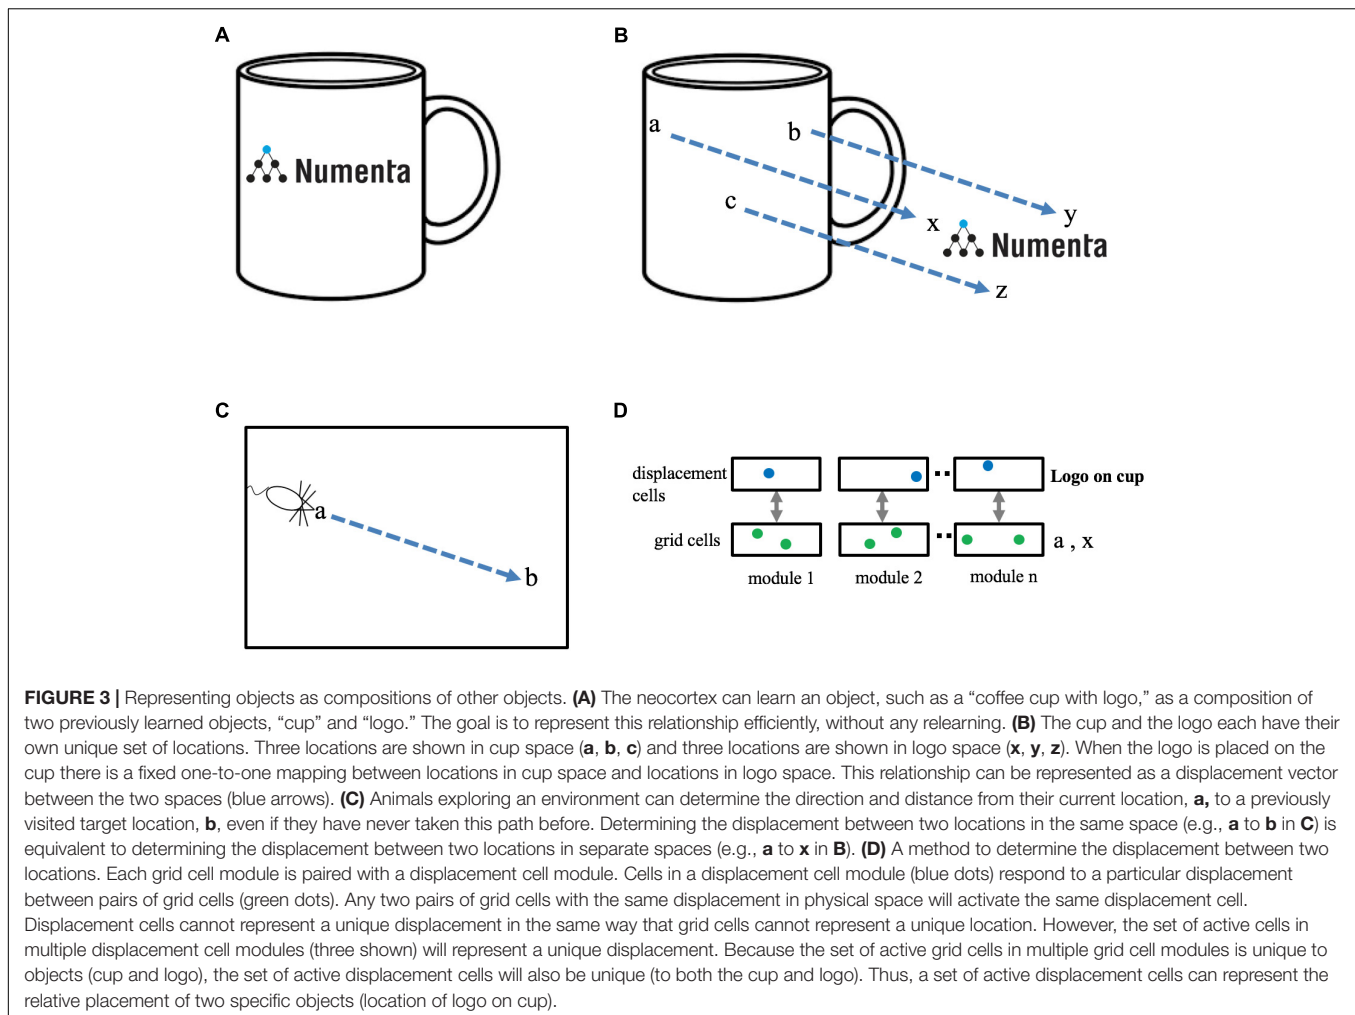 A
B
Numenta
a
b
c
x
y
Numenta
z
C
D
a
b
displacement
cells
Logo on cup
grid cells
a , x
module 1
module 2
module n
FIGURE 3 | Representing objects as compositions of other objects. (A) The neocortex can learn an object, such as a “coffee cup with logo,” as a composition of
two previously learned objects, “cup” and “logo.” The goal is to represent this relationship efficiently, without any relearning. (B) The cup and the logo each have their
own unique set of locations. Three locations are shown in cup space (a, b, c) and three locations are shown in logo space (x, y, z). When the logo is placed on the
cup there is a fixed one-to-one mapping between locations in cup space and locations in logo space. This relationship can be represented as a displacement vector
between the two spaces (blue arrows). (C) Animals exploring an environment can determine the direction and distance from their current location, a, to a previously
visited target location, b, even if they have never taken this path before. Determining the displacement between two locations in the same space (e.g., a to b in C) is
equivalent to determining the displacement between two locations in separate spaces (e.g., a to x in B). (D) A method to determine the displacement between two
locations. Each grid cell module is paired with a displacement cell module. Cells in a displacement cell module (blue dots) respond to a particular displacement
between pairs of grid cells (green dots). Any two pairs of grid cells with the same displacement in physical space will activate the same displacement cell.
Displacement cells cannot represent a unique displacement in the same way that grid cells cannot represent a unique location. However, the set of active cells in
multiple displacement cell modules (three shown) will represent a unique displacement. Because the set of active grid cells in multiple grid cell modules is unique to
objects (cup and logo), the set of active displacement cells will also be unique (to both the cup and logo). Thus, a set of active displacement cells can represent the
relative placement of two specific objects (location of logo on cup).